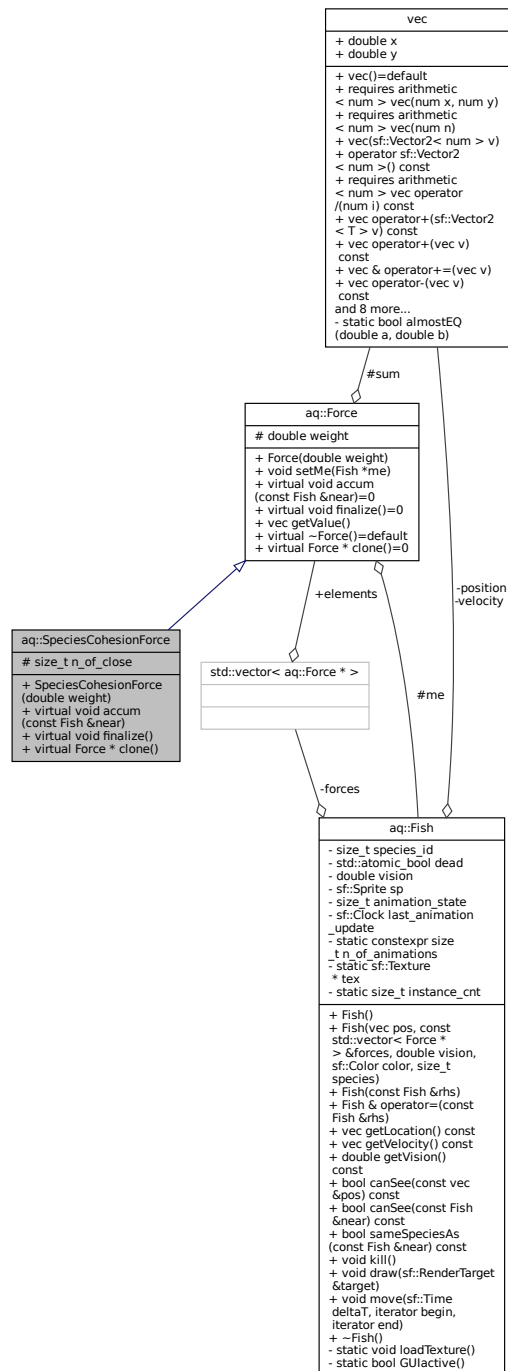 vec
+ double x
+ double y
+ vec()=default
+ requires arithmetic
< num > vec(num x, num y)
+ requires arithmetic
< num > vec(num n)
+ vec(sf::Vector2< num > v)
+ operator sf::Vector2
< num >() const
+ requires arithmetic
< num > vec operator
/(num i) const
+ vec operator+(sf::Vector2
< T > v) const
+ vec operator+(vec v)
const
+ vec & operator+=(vec v)
+ vec operator-(vec v)
const
and 8 more...
- static bool almostEQ
(double a, double b)
#sum
aq::Force
# double weight
+ Force(double weight)
+ void setMe(Fish *me)
+ virtual void accum
(const Fish &near)=0
+ virtual void finalize()=0
+ vec getValue()
+ virtual ~Force()=default
+ virtual Force * clone()=0
+elements
-position
-velocity
aq::SpeciesCohesionForce
# size_t n_of_close
+ SpeciesCohesionForce
(double weight)
+ virtual void accum
(const Fish &near)
+ virtual void finalize()
+ virtual Force * clone()
std::vector< aq::Force * >
#me
-forces
aq::Fish
- size_t species_id
- std::atomic_bool dead
- double vision
- sf::Sprite sp
- size_t animation_state
- sf::Clock last_animation
_update
- static constexpr size
_t n_of_animations
- static sf::Texture
* tex
- static size_t instance_cnt
+ Fish()
+ Fish(vec pos, const
std::vector< Force *
> &forces, double vision,
sf::Color color, size_t
species)
+ Fish(const Fish &rhs)
+ Fish & operator=(const
Fish &rhs)
+ vec getLocation() const
+ vec getVelocity() const
+ double getVision()
const
+ bool canSee(const vec
&pos) const
+ bool canSee(const Fish
&near) const
+ bool sameSpeciesAs
(const Fish &near) const
+ void kill()
+ void draw(sf::RenderTarget
&target)
+ void move(sf::Time
deltaT, iterator begin,
iterator end)
+ ~Fish()
- static void loadTexture()
- static bool GUIactive()